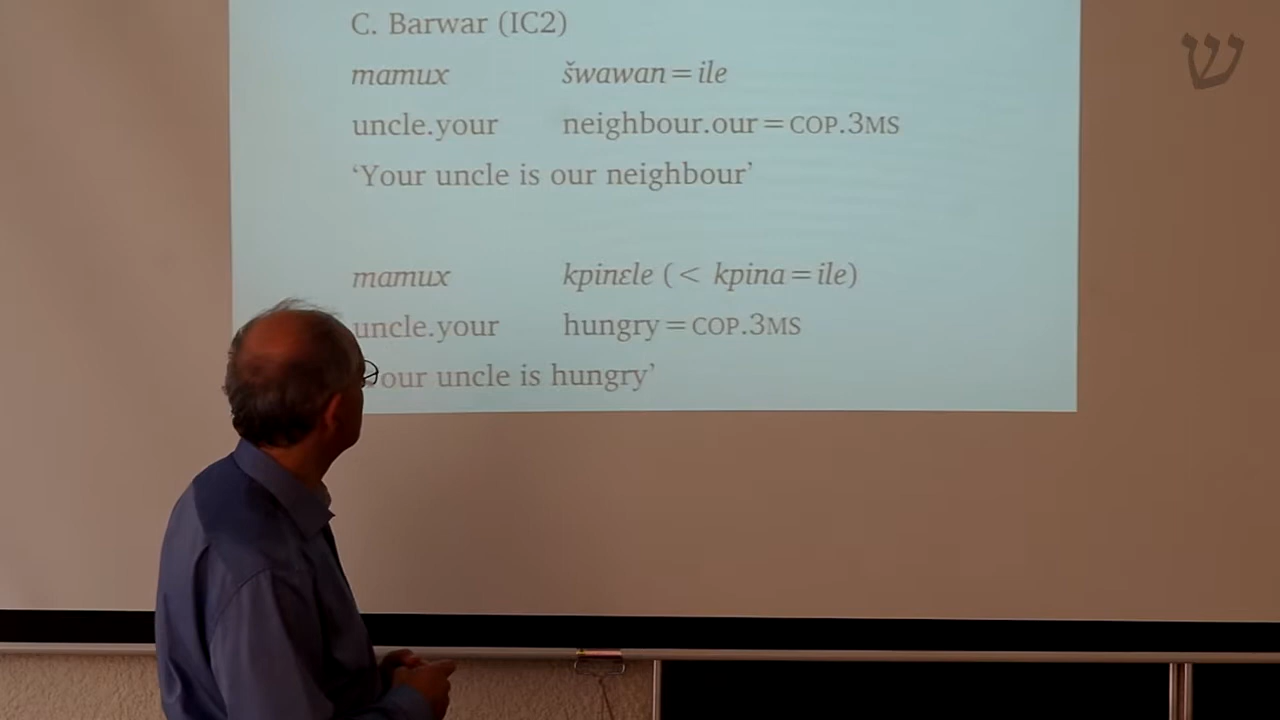 C. Barwar (IC2)
mamux šwawan = ile
uncle.your neighbour.our = COP.3MS
‘Your uncle is our neighbour’
mamux kpinɛle (< kpina = ile)
uncle.your hungry = COP.3MS
our uncle is hungry’
ש